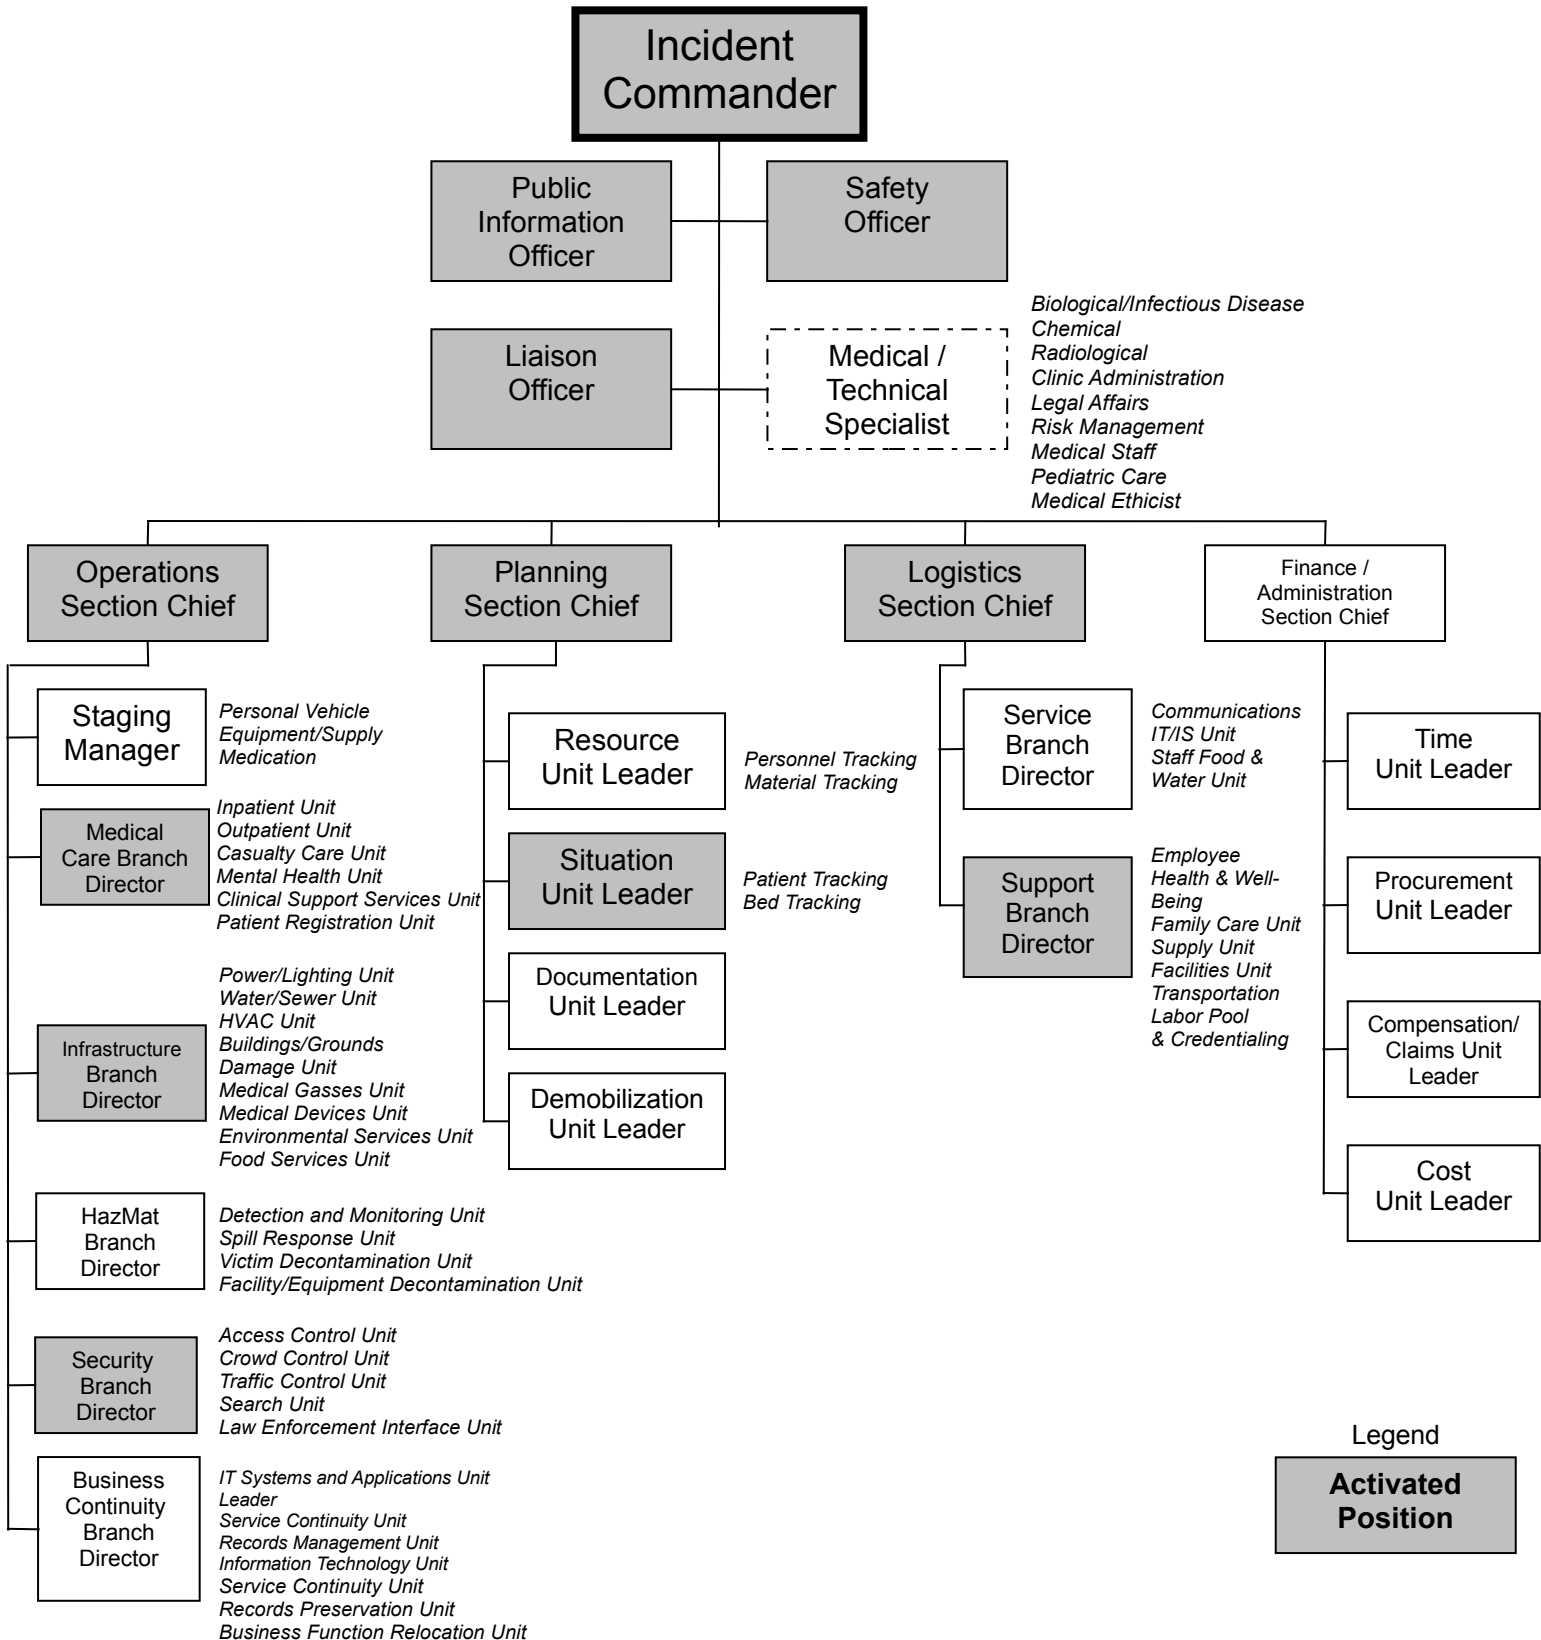 Incident
Commander
Public
Information
Officer
Safety
Officer
Liaison
Officer
Medical /
Technical
Specialist
Biological/Infectious Disease
Chemical
Radiological
Clinic Administration
Legal Affairs
Risk Management
Medical Staff
Pediatric Care
Medical Ethicist
Operations
Section Chief
Planning
Section Chief
Logistics
Section Chief
Finance /
Administration
Section Chief
Staging
Manager
Personal Vehicle
Equipment/Supply
Medication
Medical
Care Branch
Director
Inpatient Unit
Outpatient Unit
Casualty Care Unit
Mental Health Unit
Clinical Support Services Unit
Patient Registration Unit
Infrastructure
Branch
Director
Power/Lighting Unit
Water/Sewer Unit
HVAC Unit
Buildings/Grounds
Damage Unit
Medical Gasses Unit
Medical Devices Unit
Environmental Services Unit
Food Services Unit
HazMat
Branch
Director
Detection and Monitoring Unit
Spill Response Unit
Victim Decontamination Unit
Facility/Equipment Decontamination Unit
Security
Branch
Director
Access Control Unit
Crowd Control Unit
Traffic Control Unit
Search Unit
Law Enforcement Interface Unit
Business
Continuity
Branch
Director
IT Systems and Applications Unit
Leader
Service Continuity Unit
Records Management Unit
Information Technology Unit
Service Continuity Unit
Records Preservation Unit
Business Function Relocation Unit
Resource
Unit Leader
Personnel Tracking
Material Tracking
Situation
Unit Leader
Patient Tracking
Bed Tracking
Documentation
Unit Leader
Demobilization
Unit Leader
Service
Branch
Director
Communications
IT/IS Unit
Staff Food &
Water Unit
Support
Branch
Director
Employee
Health & Well-
Being
Family Care Unit
Supply Unit
Facilities Unit
Transportation
Labor Pool
& Credentialing
Time
Unit Leader
Procurement
Unit Leader
Compensation/
Claims Unit
Leader
Cost
Unit Leader
Legend
Activated
Position